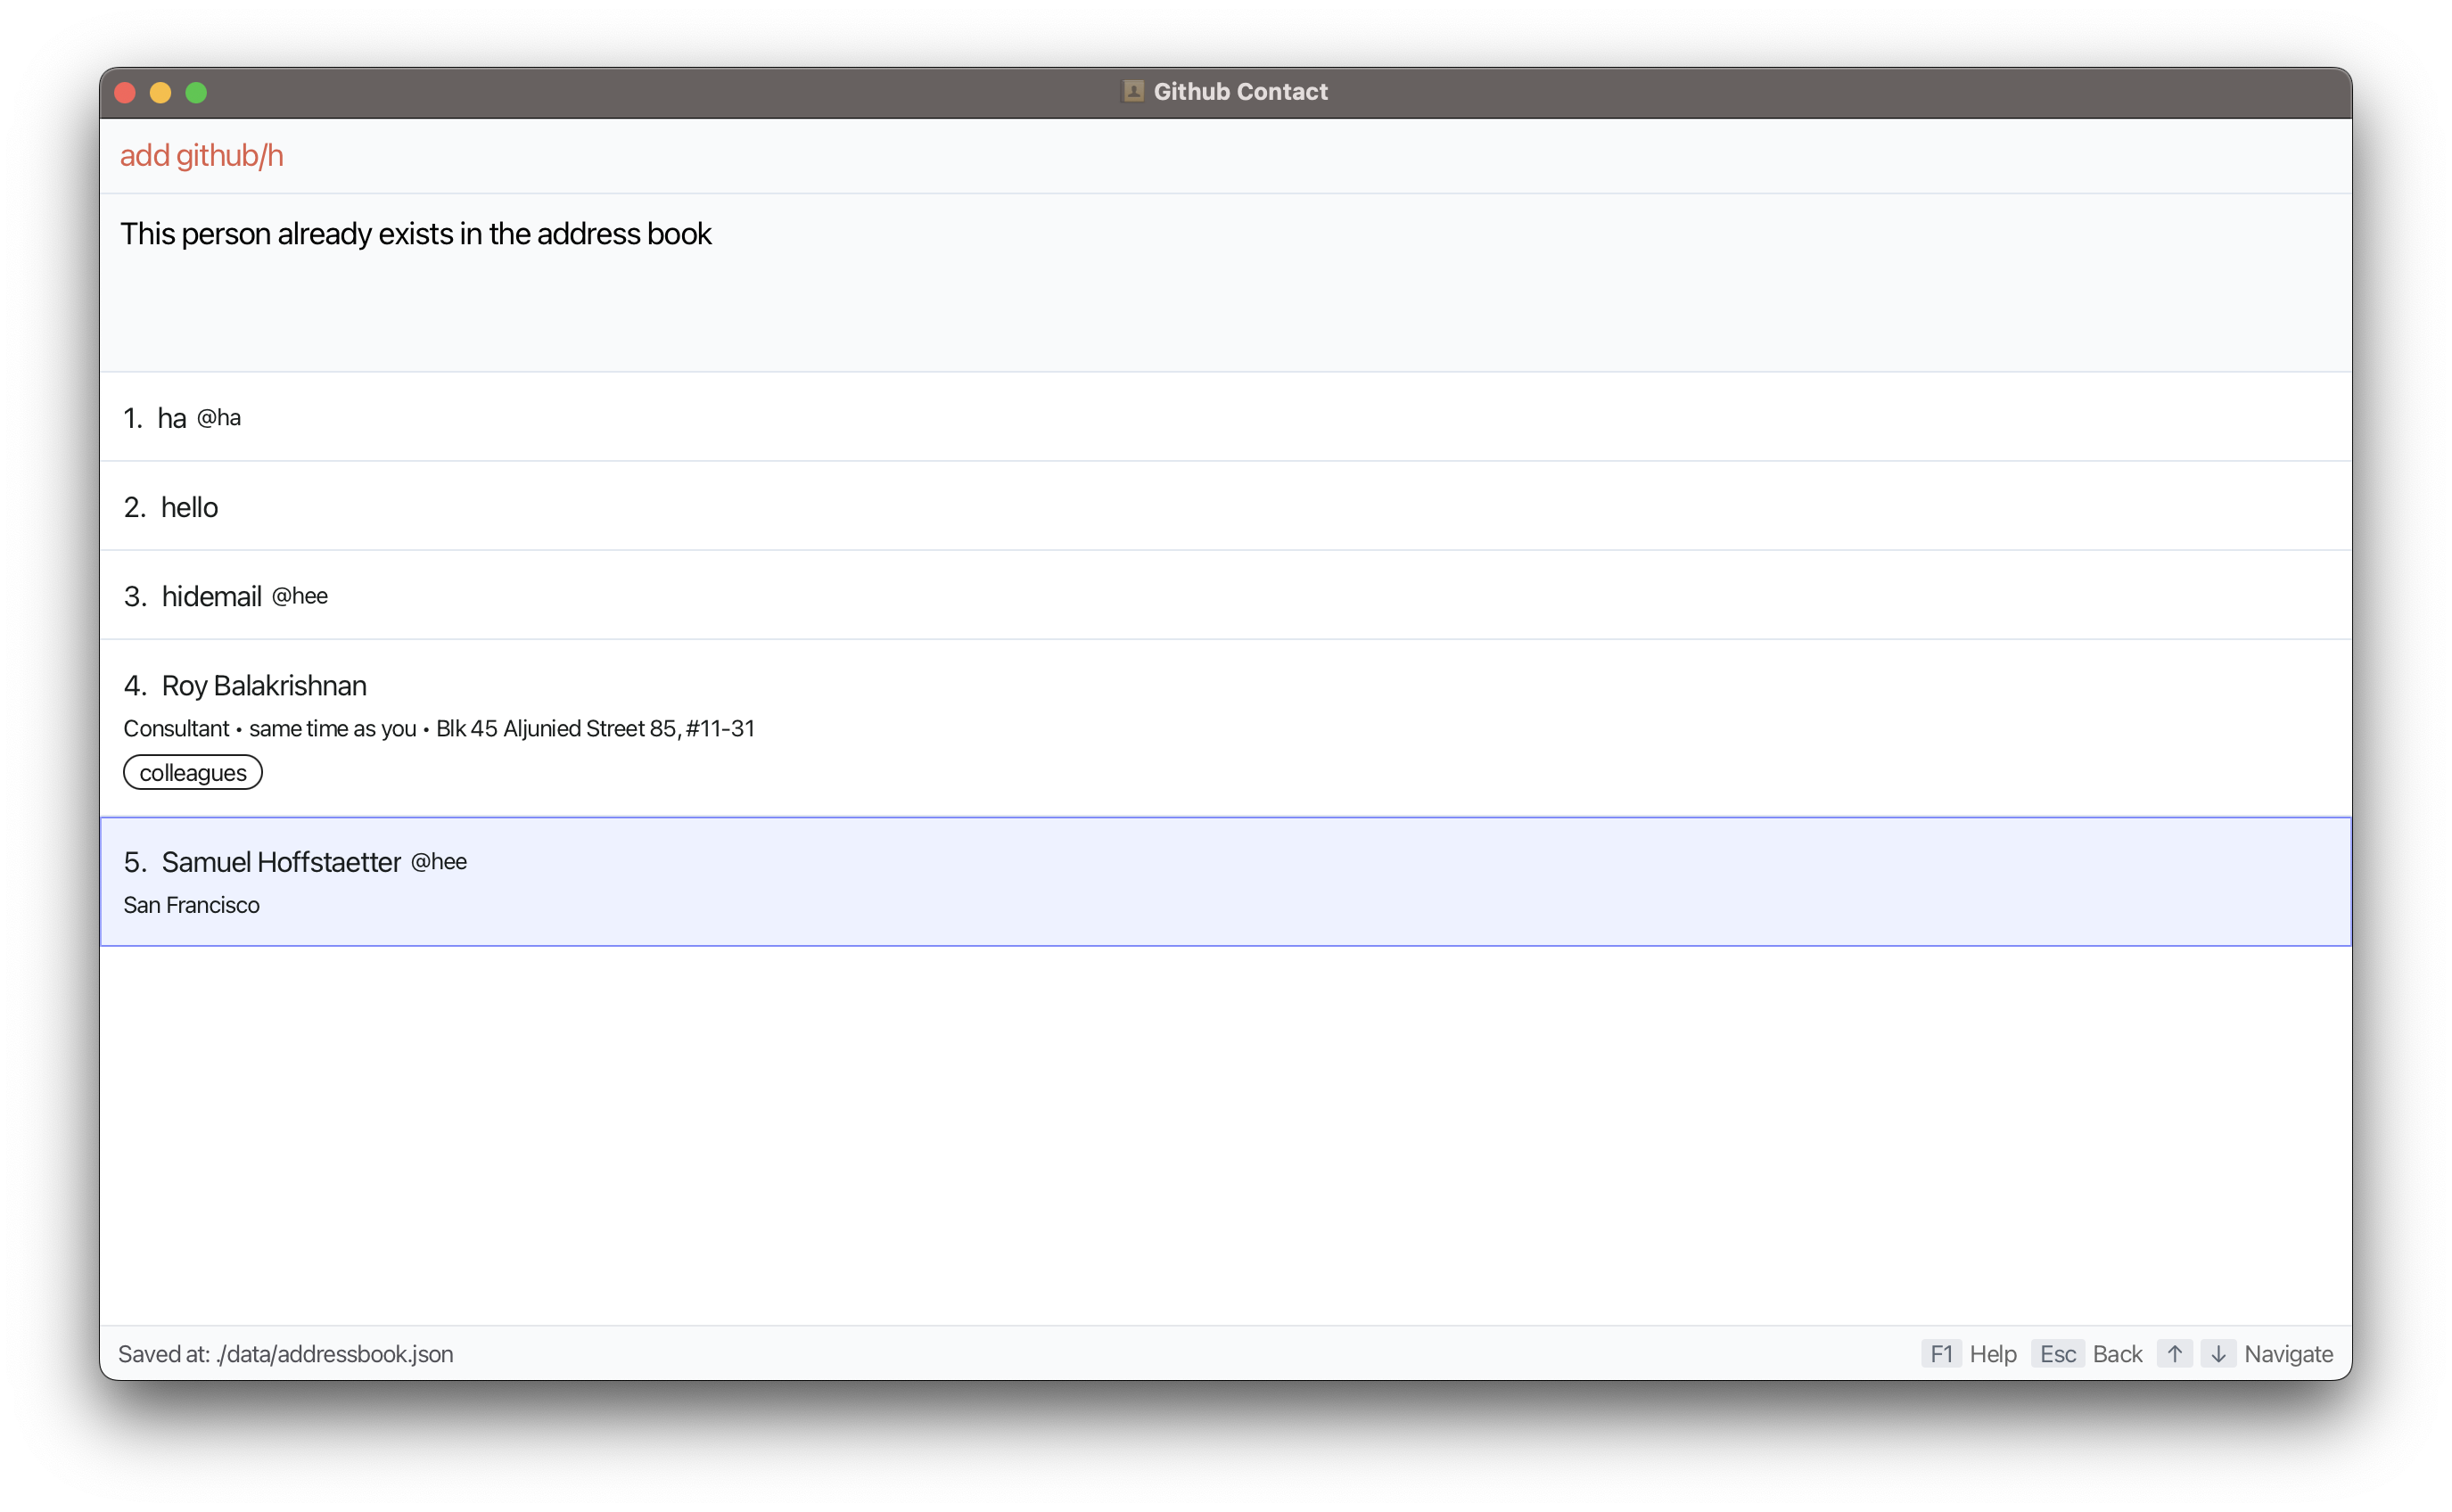 Github Contact
add github/h
This person already exists in the address book
1. ha @ha
2. hello
3. hidemail @hee
4. Roy Balakrishnan
Consultant • same time as you • Blk 45 Aljunied Street 85, #11-31
colleagues
5. Samuel Hoffstaetter @hee
San Francisco
Saved at: ./data/addressbook.json F1 Help Esc Back ↑ ↓ Navigate